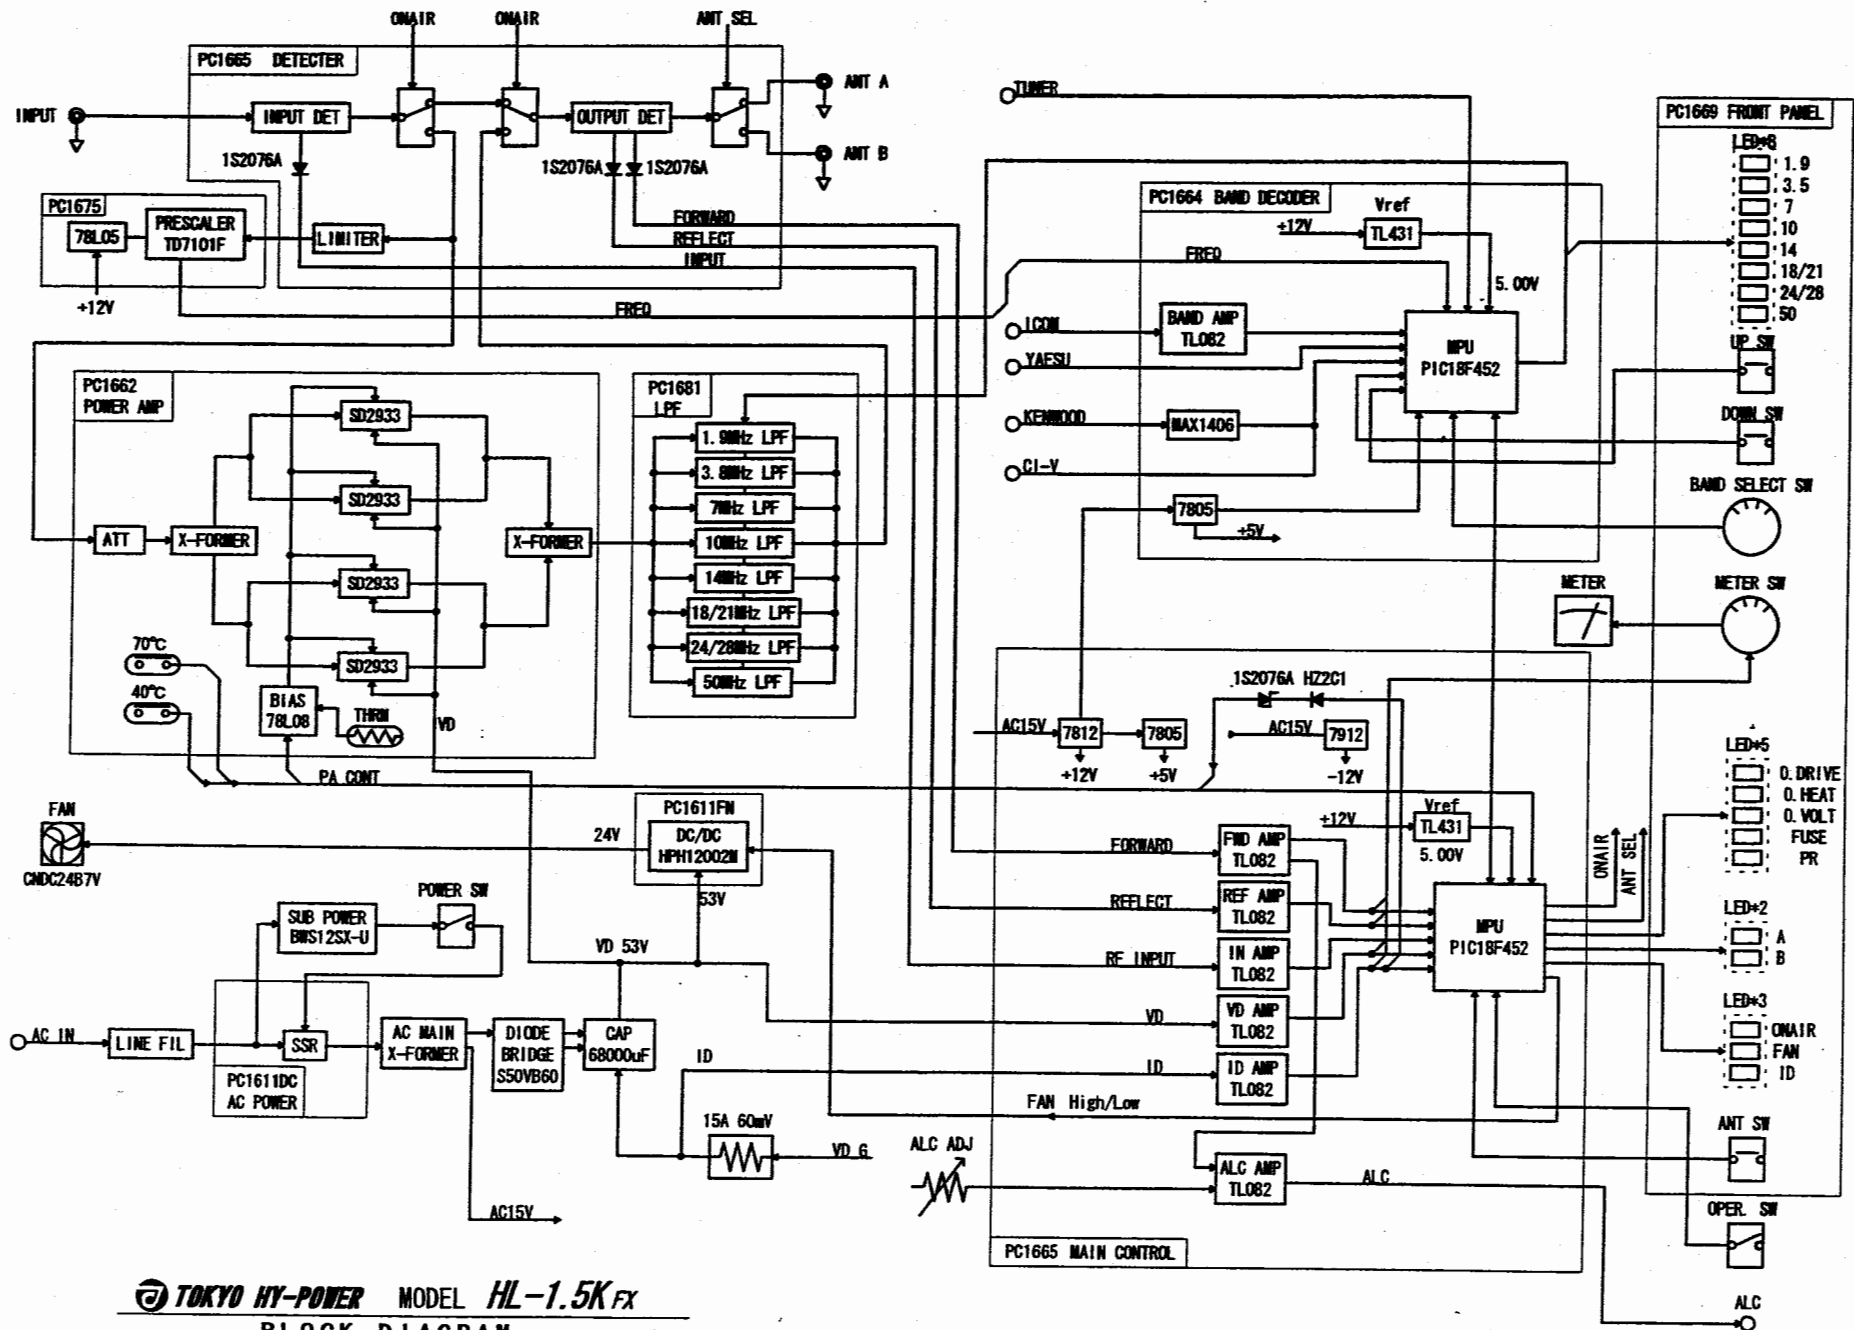 ONAIR
ONAIR
ANT SEL
PC1665 DETECTER
INPUT
INPUT DET
OUTPUT DET
ANT A
ANT B
1S2076A
1S2076A
1S2076A
PC1675
78L05
PRESCALER
TD7101F
LIMITER
+12V
FORWARD
REFLECT
INPUT
FREQ
TUNER
PC1664 BAND DECODER
Vref
+12V
TL431
FREQ
5.00V
ICOM
BAND AMP
TL082
YAESU
MPU
PIC18F452
KENWOOD
MAX1406
CI-V
7805
+5V
PC1669 FRONT PANEL
LED*8
1.9
3.5
7
10
14
18/21
24/28
50
UP SW
DOWN SW
BAND SELECT SW
METER
METER SW
PC1662
POWER AMP
SD2933
SD2933
SD2933
SD2933
ATT
X-FORMER
X-FORMER
70℃
40℃
BIAS
78L08
THRM
VD
PA CONT
PC1681
LPF
1.9MHz LPF
3.8MHz LPF
7MHz LPF
10MHz LPF
14MHz LPF
18/21MHz LPF
24/28MHz LPF
50MHz LPF
1S2076A HZ2C1
AC15V
7812
7805
+12V
+5V
AC15V
7912
-12V
Vref
+12V
TL431
5.00V
FAN
CNDC24B7V
24V
PC1611FN
DC/DC
HPH12002M
53V
FORWARD
FWD AMP
TL082
REFLECT
REF AMP
TL082
RF INPUT
IN AMP
TL082
VD
VD AMP
TL082
ID
ID AMP
TL082
MPU
PIC18F452
ONAIR
ANT SEL
LED*5
O.DRIVE
O.HEAT
O.VOLT
FUSE
PR
LED*2
A
B
LED*3
ONAIR
FAN
ID
POWER SW
SUB POWER
BWS12SX-U
VD 53V
AC IN
LINE FIL
SSR
PC1611DC
AC POWER
AC MAIN
X-FORMER
DIODE
BRIDGE
S50VB60
CAP
68000uF
ID
15A 60mV
VD G
AC15V
FAN High/Low
ALC ADJ
ALC AMP
TL082
ALC
PC1665 MAIN CONTROL
ANT SW
OPER. SW
ALC
TOKYO HY-POWER MODEL HL-1.5K FX
BLOCK DIAGRAM